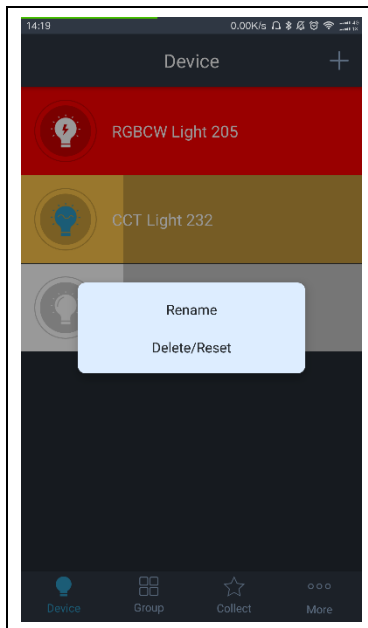 14:19
0.00K/s
Device
RGBCW Light 205
CCT Light 232
Rename
Delete/Reset
Device
Group
Collect
More